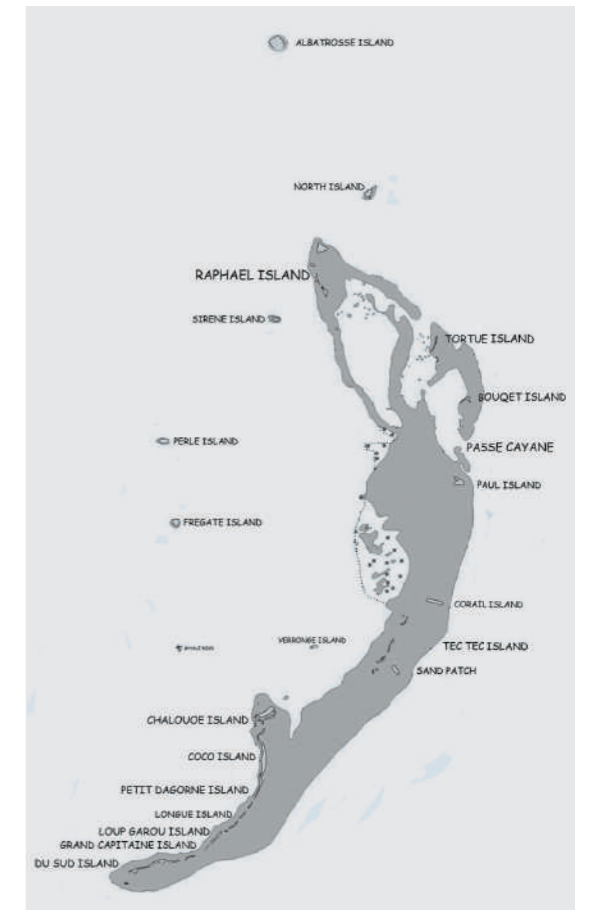 ALBATROSSE ISLAND
NORTH ISLAND
RAPHAEL ISLAND
SIRENE ISLAND
TORTUE ISLAND
BOUQET ISLAND
PERLE ISLAND
PASSE CAYANE
PAUL ISLAND
FREGATE ISLAND
CORAIL ISLAND
VERRONGE ISLAND
TEC TEC ISLAND
SAND PATCH
CHALOUOE ISLAND
COCO ISLAND
PETIT DAGORNE ISLAND
LONGUE ISLAND
LOUP GAROU ISLAND
GRAND CAPITAINE ISLAND
DU SUD ISLAND